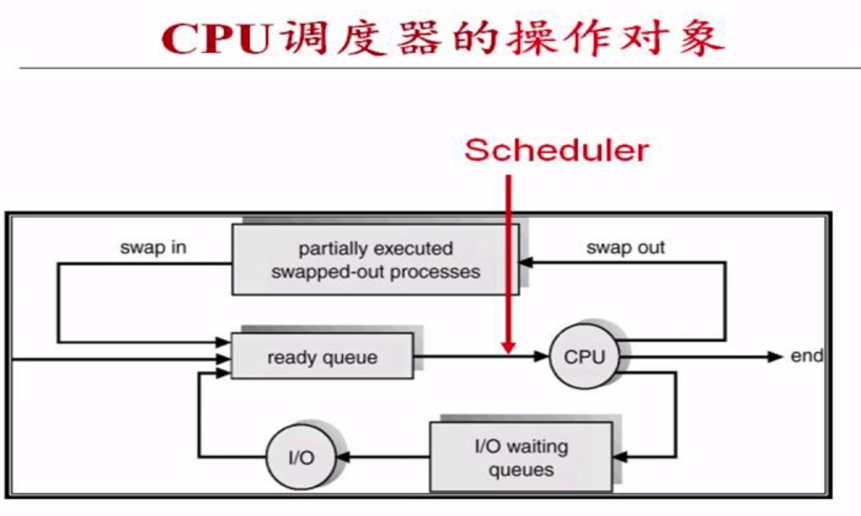 CPU调度器的操作对象
Scheduler
swap in
partially executed
swapped-out processes
swap out
ready queue
CPU
end
I/O
I/O waiting
queues